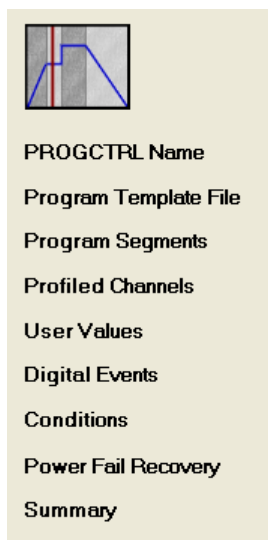 PROGCTRL Name
Program Template File
Program Segments
Profiled Channels
User Values
Digital Events
Conditions
Power Fail Recovery
Summary